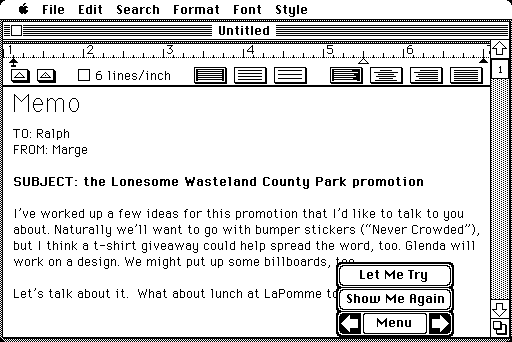 File Edit Search Format Font Style
Untitled
1 2 3 4 5 6 7
6 lines/inch
1
Memo
TO: Ralph
FROM: Marge
SUBJECT: the Lonesome Wasteland County Park promotion
I've worked up a few ideas for this promotion that I'd like to talk to you
about. Naturally we'll want to go with bumper stickers (“Never Crowded”),
but I think a t-shirt giveaway could help spread the word, too. Glenda will
work on a design. We might put up some billboards,
Let's talk about it. What about lunch at LaPomme
Let Me Try
Show Me Again
Menu